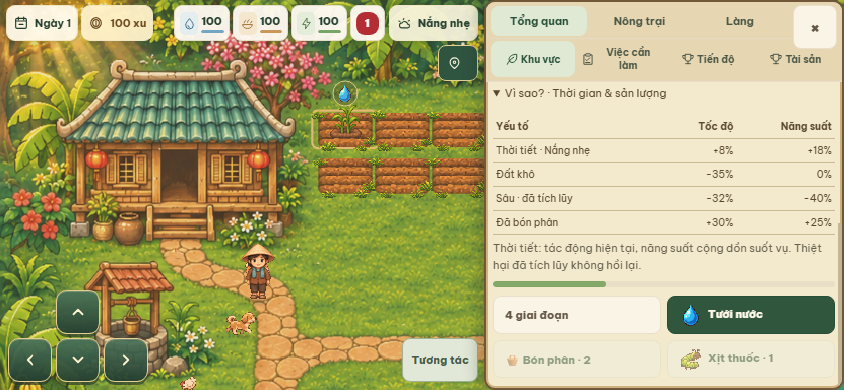 Ngày 1
100 xu
100
100
100
1
Nắng nhẹ
Tương tác
Tổng quan
Nông trại
Làng
Khu vực
Việc cần
làm
Tiến độ
Tài sản
▼ Vì sao? · Thời gian & sản lượng
Yếu tố Tốc độ Năng suất
Thời tiết · Nắng nhẹ +8% +18%
Đất khô -35% 0%
Sâu · đã tích lũy -32% -40%
Đã bón phân +30% +25%
Thời tiết: tác động hiện tại, năng suất cộng dồn suốt vụ. Thiệt
hại đã tích lũy không hồi lại.
4 giai đoạn
Tưới nước
Bón phân · 2
Xịt thuốc · 1